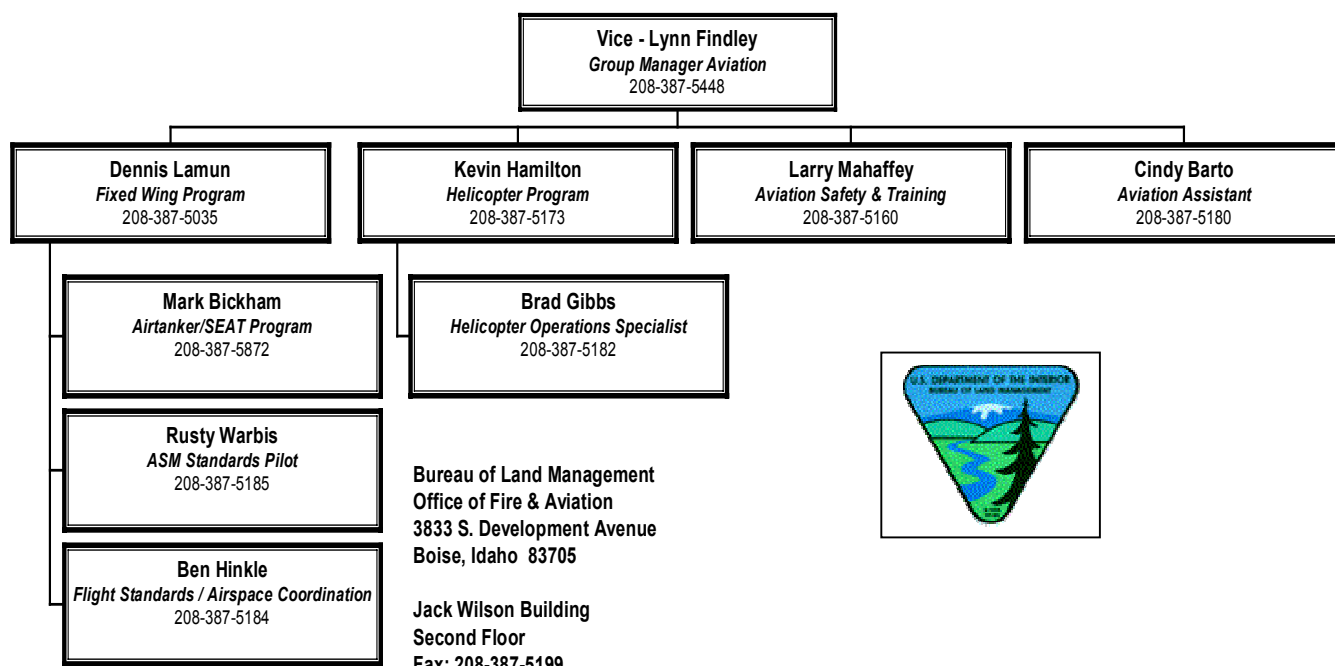 Vice - Lynn Findley
Group Manager Aviation
208-387-5448
Dennis Lamun
Fixed Wing Program
208-387-5035
Kevin Hamilton
Helicopter Program
208-387-5173
Larry Mahaffey
Aviation Safety & Training
208-387-5160
Cindy Barto
Aviation Assistant
208-387-5180
Mark Bickham
Airtanker/SEAT Program
208-387-5872
Brad Gibbs
Helicopter Operations Specialist
208-387-5182
Rusty Warbis
ASM Standards Pilot
208-387-5185
Ben Hinkle
Flight Standards / Airspace Coordination
208-387-5184
Bureau of Land Management
Office of Fire & Aviation
3833 S. Development Avenue
Boise, Idaho 83705
Jack Wilson Building
Second Floor
Fax: 208-387-5199
U.S. DEPARTMENT OF THE INTERIOR
BUREAU OF LAND MANAGEMENT